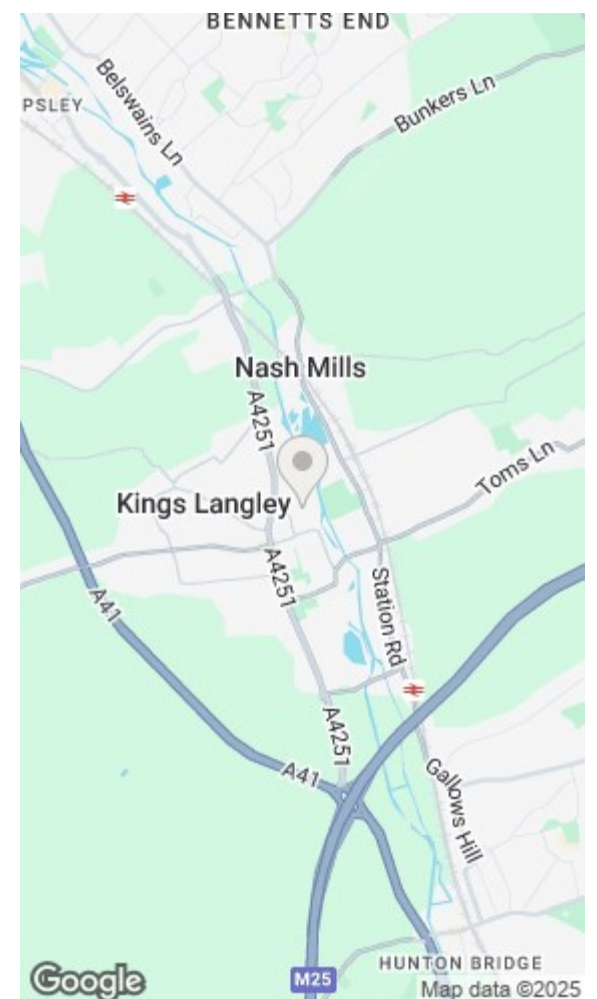 BENNETTS END
PSLEY
Belswains Ln
Bunkers Ln
Nash Mills
A4251
Toms Ln
Kings Langley
A4251
A41
Station Rd
A4251
A41
Gallows Hill
HUNTON BRIDGE
M25
Google
Map data ©2025